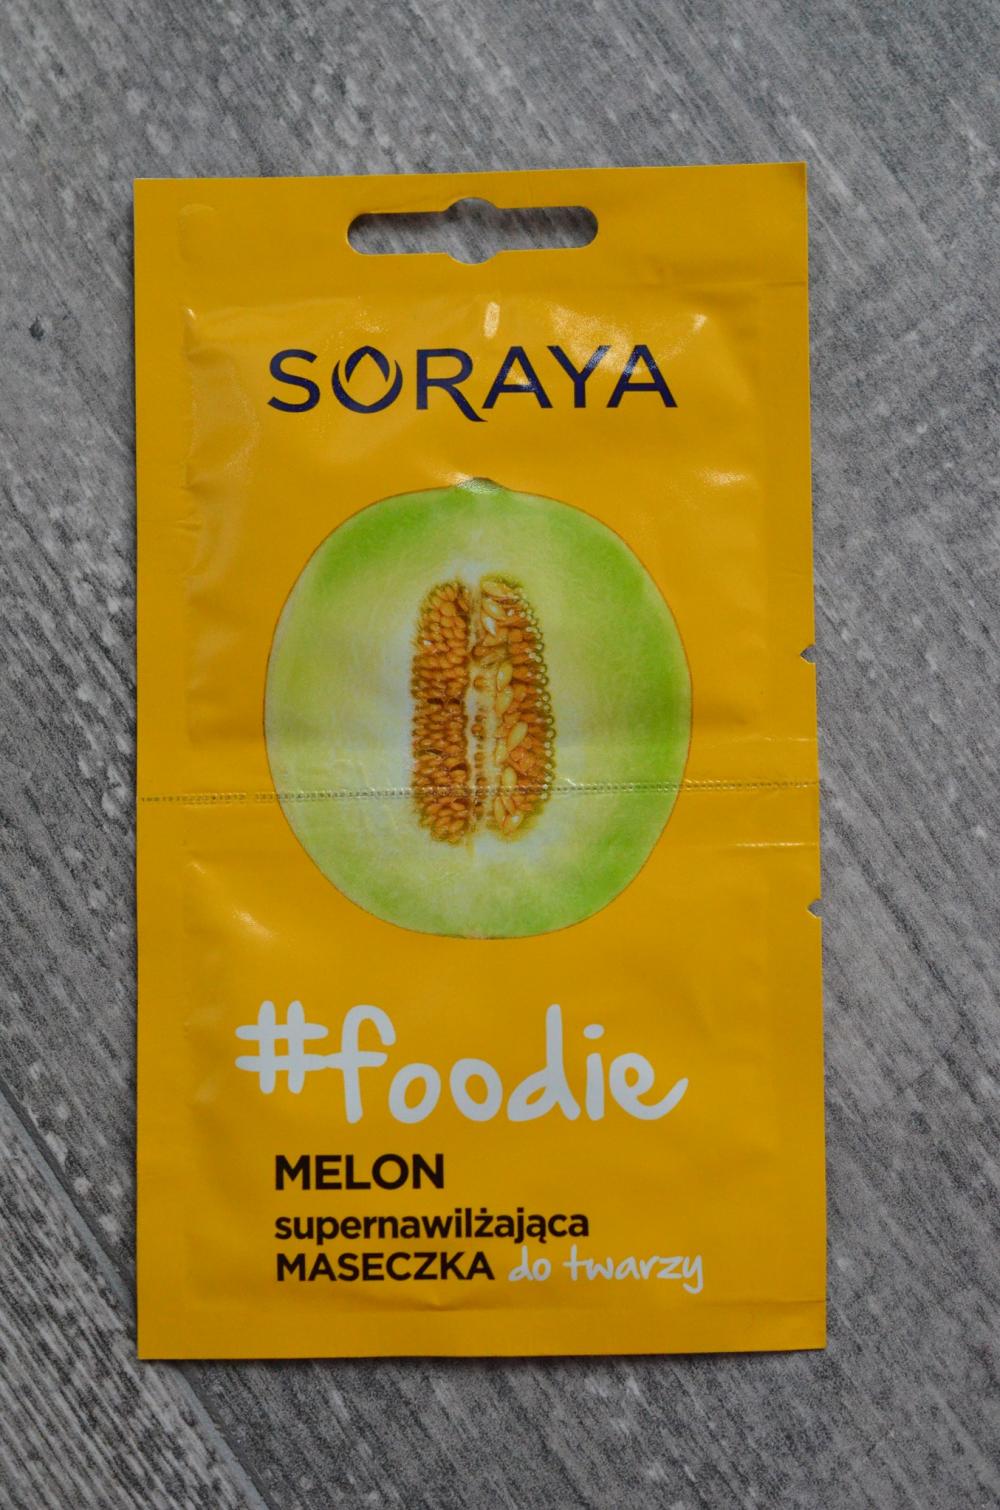 SORAYA
#foodie
MELON
supernawilżająca
MASECZKA do twarzy